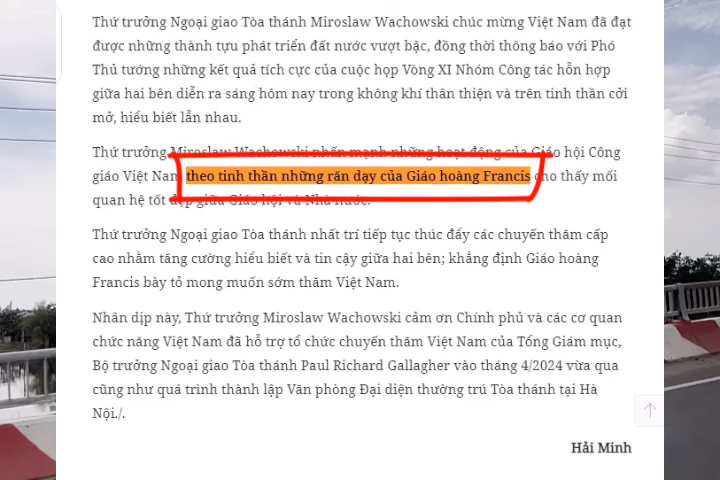 Thứ trưởng Ngoại giao Tòa thánh Miroslaw Wachowski chúc mừng Việt Nam đã đạt
được những thành tựu phát triển đất nước vượt bậc, đồng thời thông báo với Phó
Thủ tướng những kết quả tích cực của cuộc họp Vòng XI Nhóm Công tác hỗn hợp
giữa hai bên diễn ra sáng hôm nay trong không khí thân thiện và trên tinh thần cởi
mở, hiểu biết lẫn nhau.
Thứ trưởng Miroslaw Wachowski nhấn mạnh những hoạt động của Giáo hội Công
giáo Việt Nam theo tinh thần những răn dạy của Giáo hoàng Francis cho thấy mối
quan hệ tốt đẹp giữa Giáo hội và Nhà nước.
Thứ trưởng Ngoại giao Tòa thánh nhất trí tiếp tục thúc đẩy các chuyến thăm cấp
cao nhằm tăng cường hiểu biết và tin cậy giữa hai bên; khẳng định Giáo hoàng
Francis bày tỏ mong muốn sớm thăm Việt Nam.
Nhân dịp này, Thứ trưởng Miroslaw Wachowski cảm ơn Chính phủ và các cơ quan
chức năng Việt Nam đã hỗ trợ tổ chức chuyến thăm Việt Nam của Tổng Giám mục,
Bộ trưởng Ngoại giao Tòa thánh Paul Richard Gallagher vào tháng 4/2024 vừa qua
cũng như quá trình thành lập Văn phòng Đại diện thường trú Tòa thánh tại Hà
Nội./.
Hải Minh